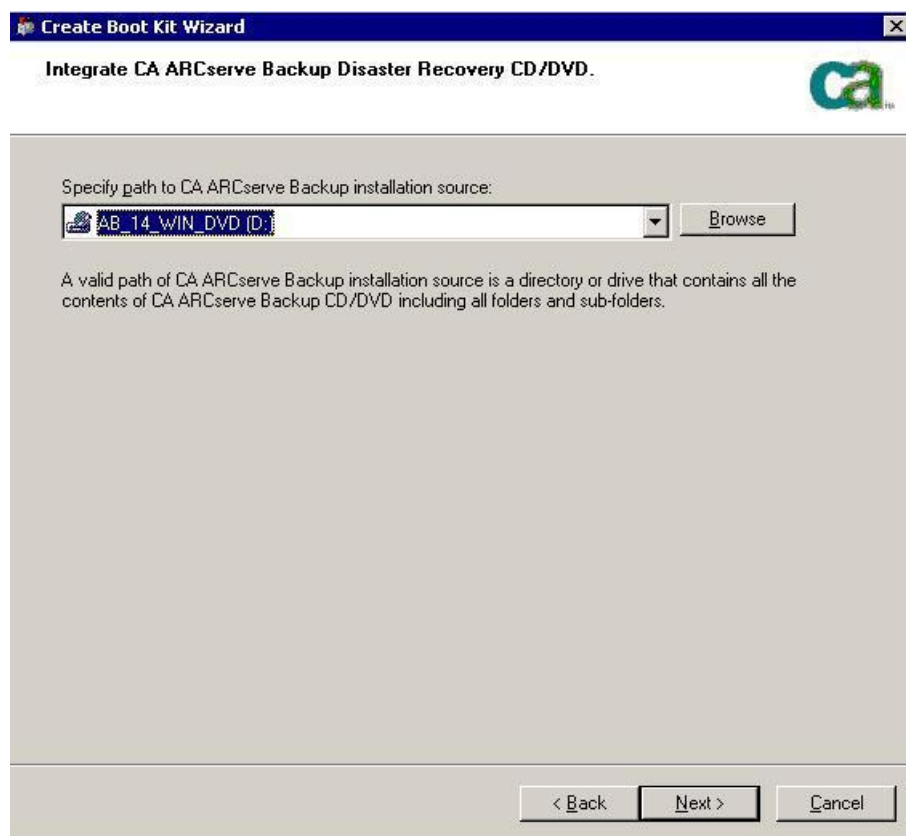 Create Boot Kit Wizard
Integrate CA ARCserve Backup Disaster Recovery CD/DVD.
ca
Specify path to CA ARCserve Backup installation source:
AB_14_WIN_DVD (D:)
Browse
A valid path of CA ARCserve Backup installation source is a directory or drive that contains all the
contents of CA ARCserve Backup CD/DVD including all folders and sub-folders.
< Back Next > Cancel